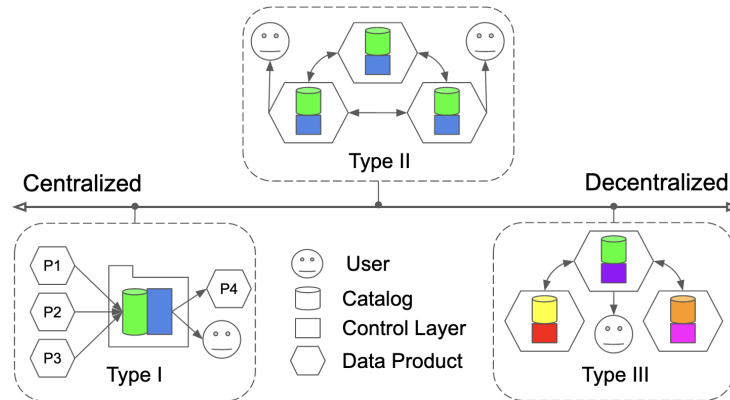 Type II
Centralized
Decentralized
P1
P2
P3
P4
Type I
User
Catalog
Control Layer
Data Product
Type III